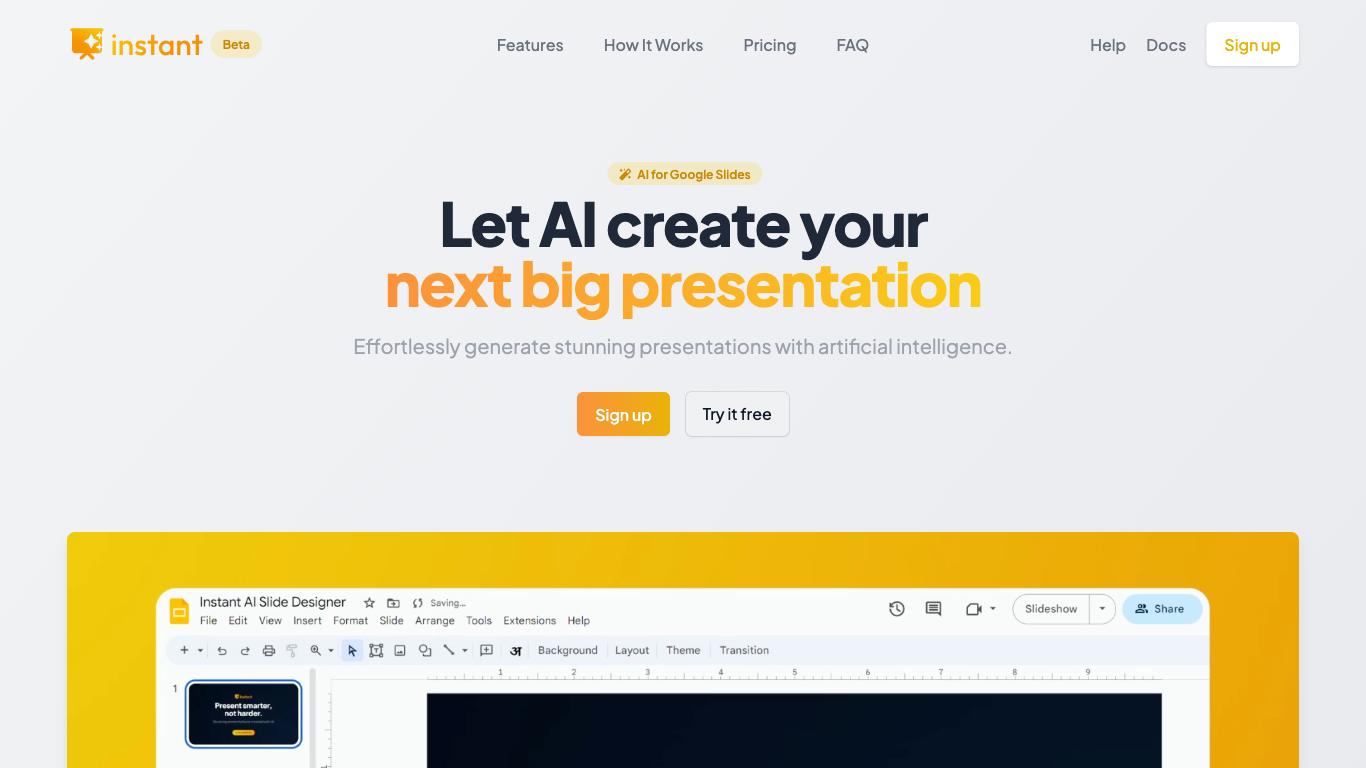 instant Beta
Features How It Works Pricing FAQ
Help Docs Sign up
AI for Google Slides
Let AI create your
next big presentation
Effortlessly generate stunning presentations with artificial intelligence.
Sign up Try it free
Instant AI Slide Designer Saving...
File Edit View Insert Format Slide Arrange Tools Extensions Help
Slideshow Share
अ Background Layout Theme Transition
1 2 3 4 5 6 7 8 9
1
instant
Present smarter,
not harder.